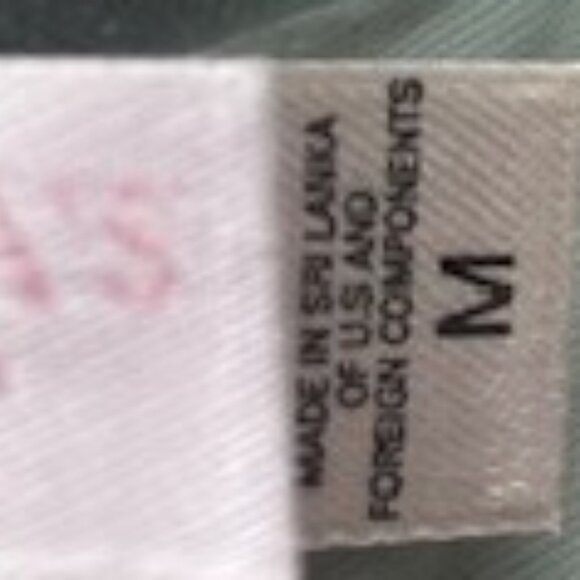 'S
MADE IN SRI LANKA
OF U.S AND
FOREIGN COMPONENTS
M